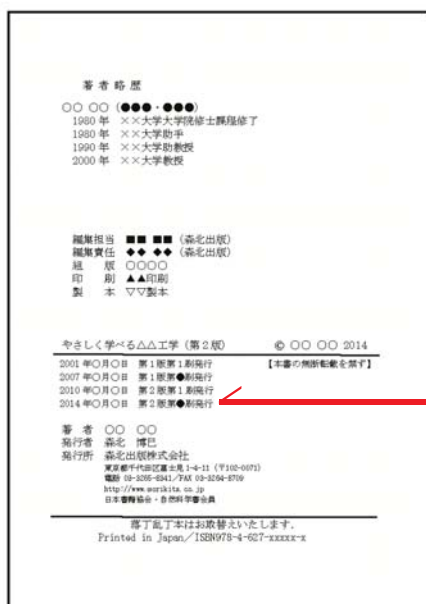 著者略歴
○○ ○○（●●●・●●●）
1980 年 ××大学大学院修士課程修了
1980 年 ××大学助手
1990 年 ××大学助教授
2000 年 ××大学教授
編集担当 ■■ ■■（森北出版）
編集責任 ◆◆ ◆◆（森北出版）
組 版 ○○○○
印 刷 ▲▲印刷
製 本 ▽▽製本
やさしく学べる△△工学（第２版） © ○○ ○○ 2014
2001 年○月○日 第１版第１刷発行 【本書の無断転載を禁ず】
2007 年○月○日 第１版第●刷発行
2010 年○月○日 第２版第１刷発行
2014 年○月○日 第２版第●刷発行
著 者 ○○ ○○
発行者 森北 博巳
発行所 森北出版株式会社
東京都千代田区富士見 1-4-11（〒102-0071）
電話 03-3265-8341／FAX 03-3264-8709
http://www.morikita.co.jp
日本書籍協会・自然科学書協会 会員
落丁乱丁本はお取替えいたします．
Printed in Japan／ISBN978-4-627-xxxxx-x